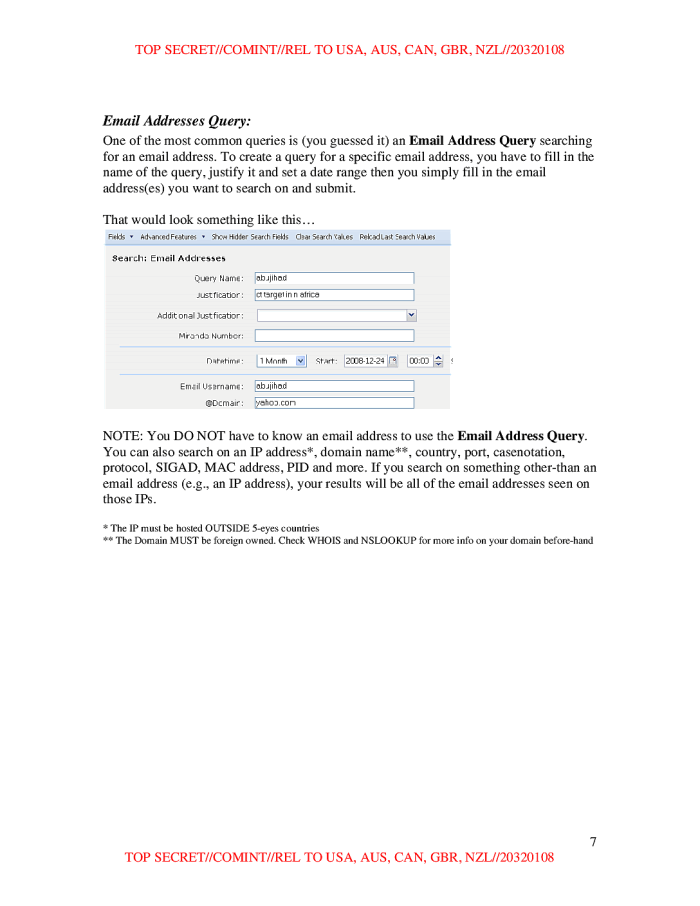 TOP SECRET//COMINT//REL TO USA, AUS, CAN, GBR, NZL//20320108
Email Addresses Query:
One of the most common queries is (you guessed it) an Email Address Query searching
for an email address. To create a query for a specific email address, you have to fill in the
name of the query, justify it and set a date range then you simply fill in the email
address(es) you want to search on and submit.
That would look something like this…
Fields Advanced Features Show Hidden Search Fields Clear Search Values Reload Last Search Values
Search: Email Addresses
Query Name: abujihad
Justification: ct target in n africa
Additional Justification:
Miranda Number:
Datetime: 1 Month Start: 2008-12-24 00:00
Email Username: abujihad
@Domain: yahoo.com
NOTE: You DO NOT have to know an email address to use the Email Address Query.
You can also search on an IP address*, domain name**, country, port, casenotation,
protocol, SIGAD, MAC address, PID and more. If you search on something other-than an
email address (e.g., an IP address), your results will be all of the email addresses seen on
those IPs.
* The IP must be hosted OUTSIDE 5-eyes countries
** The Domain MUST be foreign owned. Check WHOIS and NSLOOKUP for more info on your domain before-hand
7
TOP SECRET//COMINT//REL TO USA, AUS, CAN, GBR, NZL//20320108